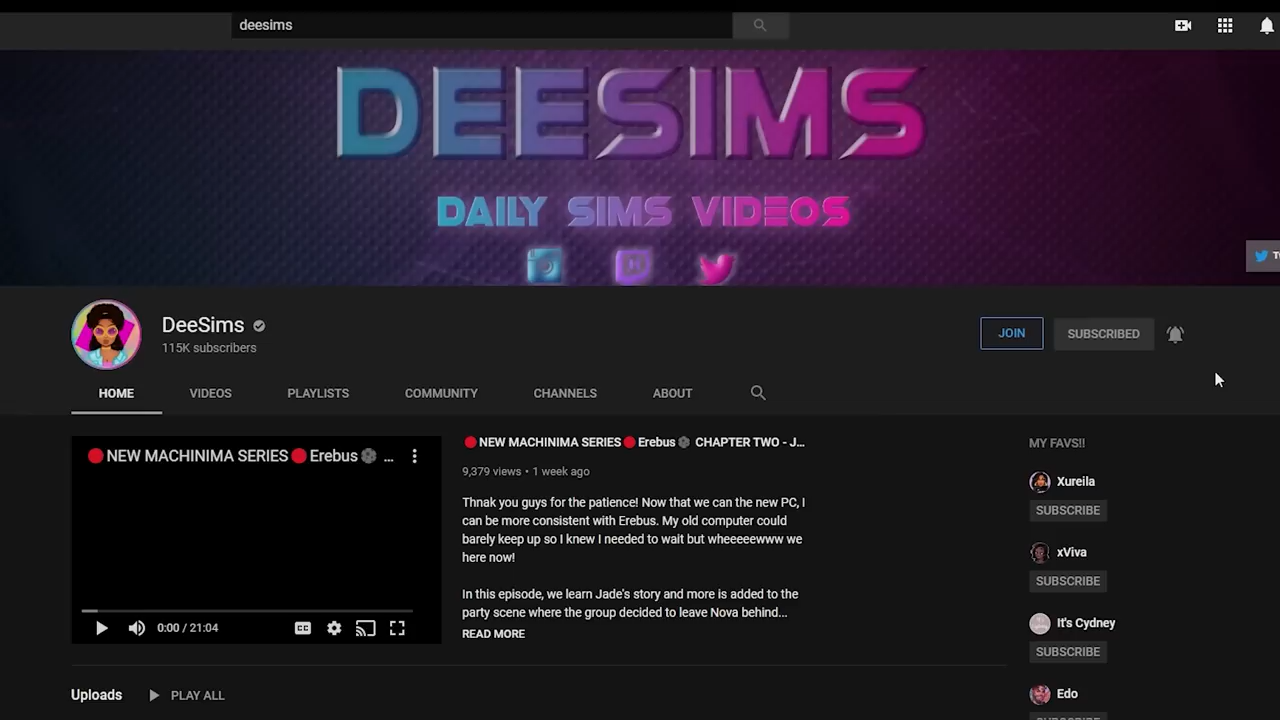 deesims
DEESIMS
DAILY SIMS VIDEOS
DeeSims
115K subscribers
JOIN
SUBSCRIBED
HOME
VIDEOS
PLAYLISTS
COMMUNITY
CHANNELS
ABOUT
🔴NEW MACHINIMA SERIES🔴Erebus ...
0:00 / 21:04
🔴NEW MACHINIMA SERIES🔴Erebus CHAPTER TWO - J...
9,379 views • 1 week ago
Thnak you guys for the patience! Now that we can the new PC, I
can be more consistent with Erebus. My old computer could
barely keep up so I knew I needed to wait but wheeeeewww we
here now!
In this episode, we learn Jade's story and more is added to the
party scene where the group decided to leave Nova behind...
READ MORE
MY FAVS!!
Xureila
SUBSCRIBE
xViva
SUBSCRIBE
It's Cydney
SUBSCRIBE
Edo
Uploads
PLAY ALL